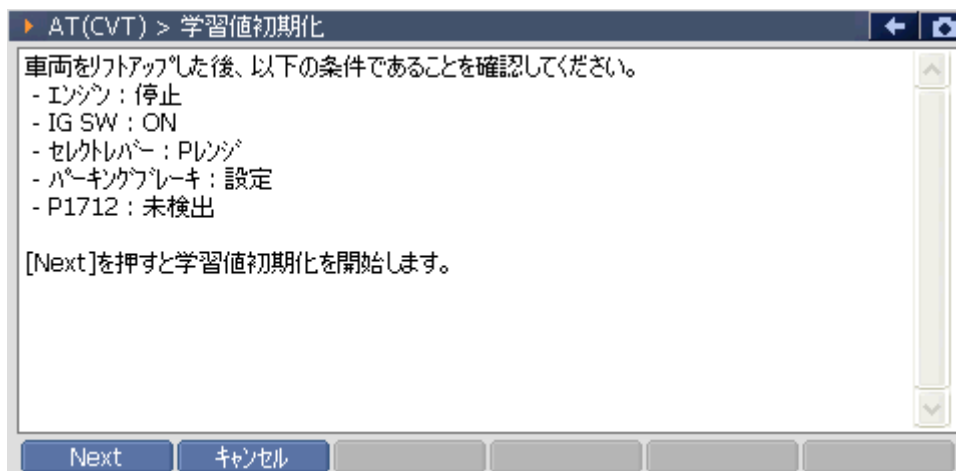 AT(CVT) > 学習値初期化
車両をﾘﾌﾄｱｯﾌﾟした後、以下の条件であることを確認してください。
- ｴﾝｼﾞﾝ : 停止
- IG SW : ON
- ｾﾚｸﾄﾚﾊﾞｰ : Pﾚﾝｼﾞ
- ﾊﾟｰｷﾝｸﾞﾌﾞﾚｰｷ : 設定
- P1712 : 未検出
[Next]を押すと学習値初期化を開始します。
Next ｷｬﾝｾﾙ